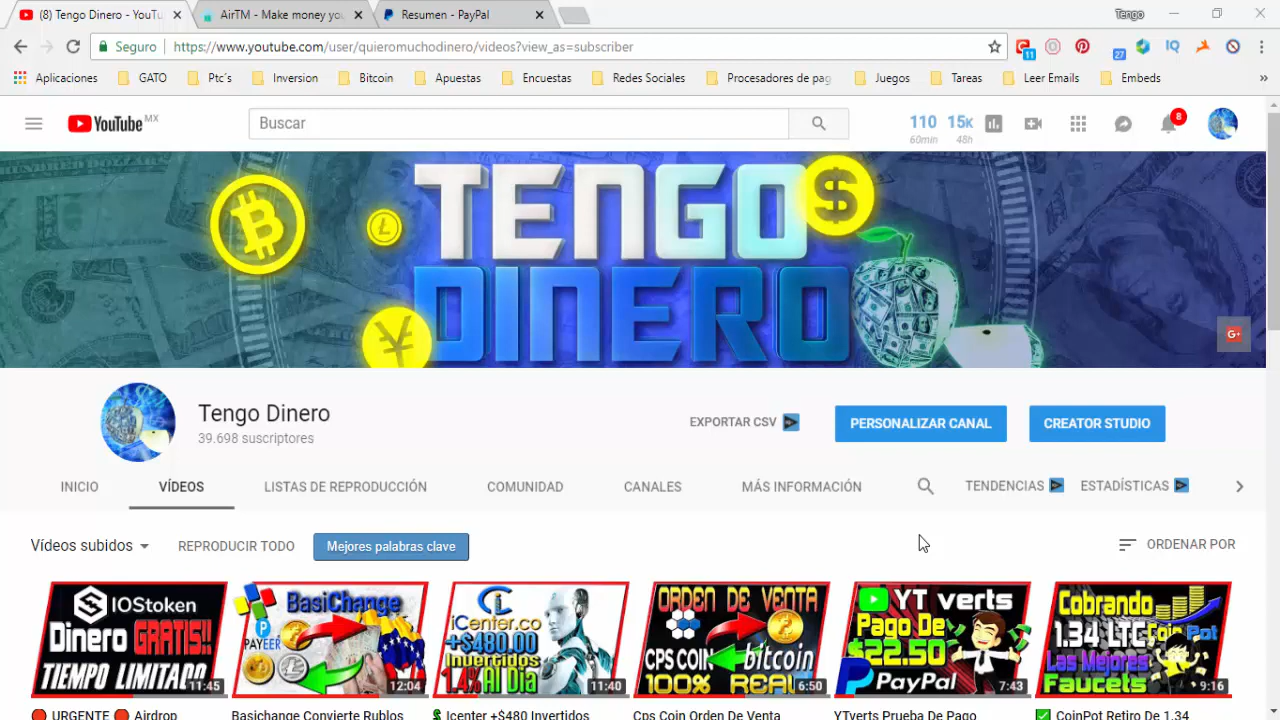 (8) Tengo Dinero - YouTu
AirTM - Make money you
Resumen - PayPal
Tengo
Seguro
https://www.youtube.com/user/quieromuchodinero/videos?view_as=subscriber
11
27
IQ
Aplicaciones
GATO
Ptc´s
Inversion
Bitcoin
Apuestas
Encuestas
Redes Sociales
Procesadores de pag
Juegos
Tareas
Leer Emails
Embeds
YouTube MX
Buscar
110
60min
15K
48h
8
TENGO
DINERO
G+
Tengo Dinero
39.698 suscriptores
EXPORTAR CSV
PERSONALIZAR CANAL
CREATOR STUDIO
INICIO
VÍDEOS
LISTAS DE REPRODUCCIÓN
COMUNIDAD
CANALES
MÁS INFORMACIÓN
TENDENCIAS
ESTADÍSTICAS
Vídeos subidos
REPRODUCIR TODO
Mejores palabras clave
ORDENAR POR
IOStoken
Dinero GRATIS!!
TIEMPO LIMITADO
11:45
BasiChange
PAYEER
12:04
iCenter.co
+$480.00
Invertidos
1.4% Al Dia
11:40
ORDEN DE VENTA
CPS COIN
bitcoin
100% REAL
6:50
YT verts
Pago De
$22.50
PayPal
7:43
Cobrando
1.34 LTC
CoinPot
Las Mejores
Faucets
9:16
URGENTE
Airdrop
Basichange Convierte Rublos
Icenter +$480 Invertidos
Cps Coin Orden De Venta
YTverts Prueba De Pago
CoinPot Retiro De 1.34